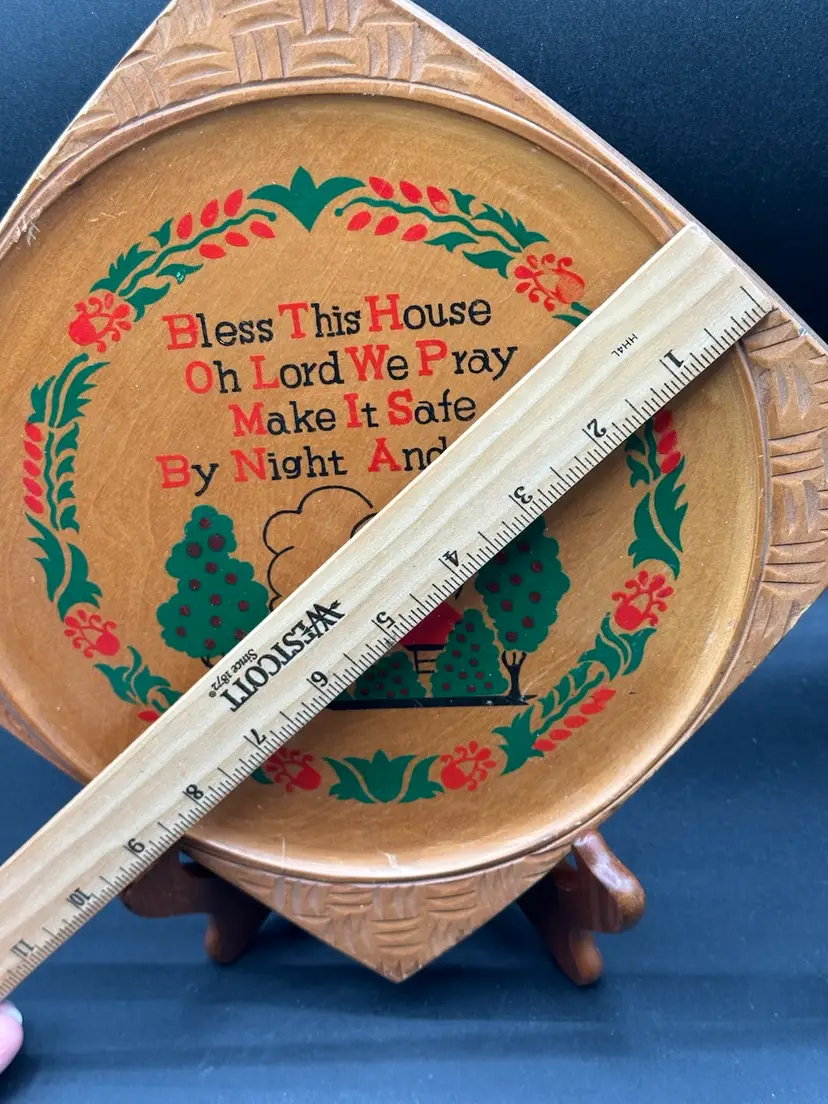 Bless This House
Oh Lord We Pray
Make It Safe
By Night And
HH4L
1
2
3
4
5
6
7
8
9
10
11
WESTCOTT
Since 1872®